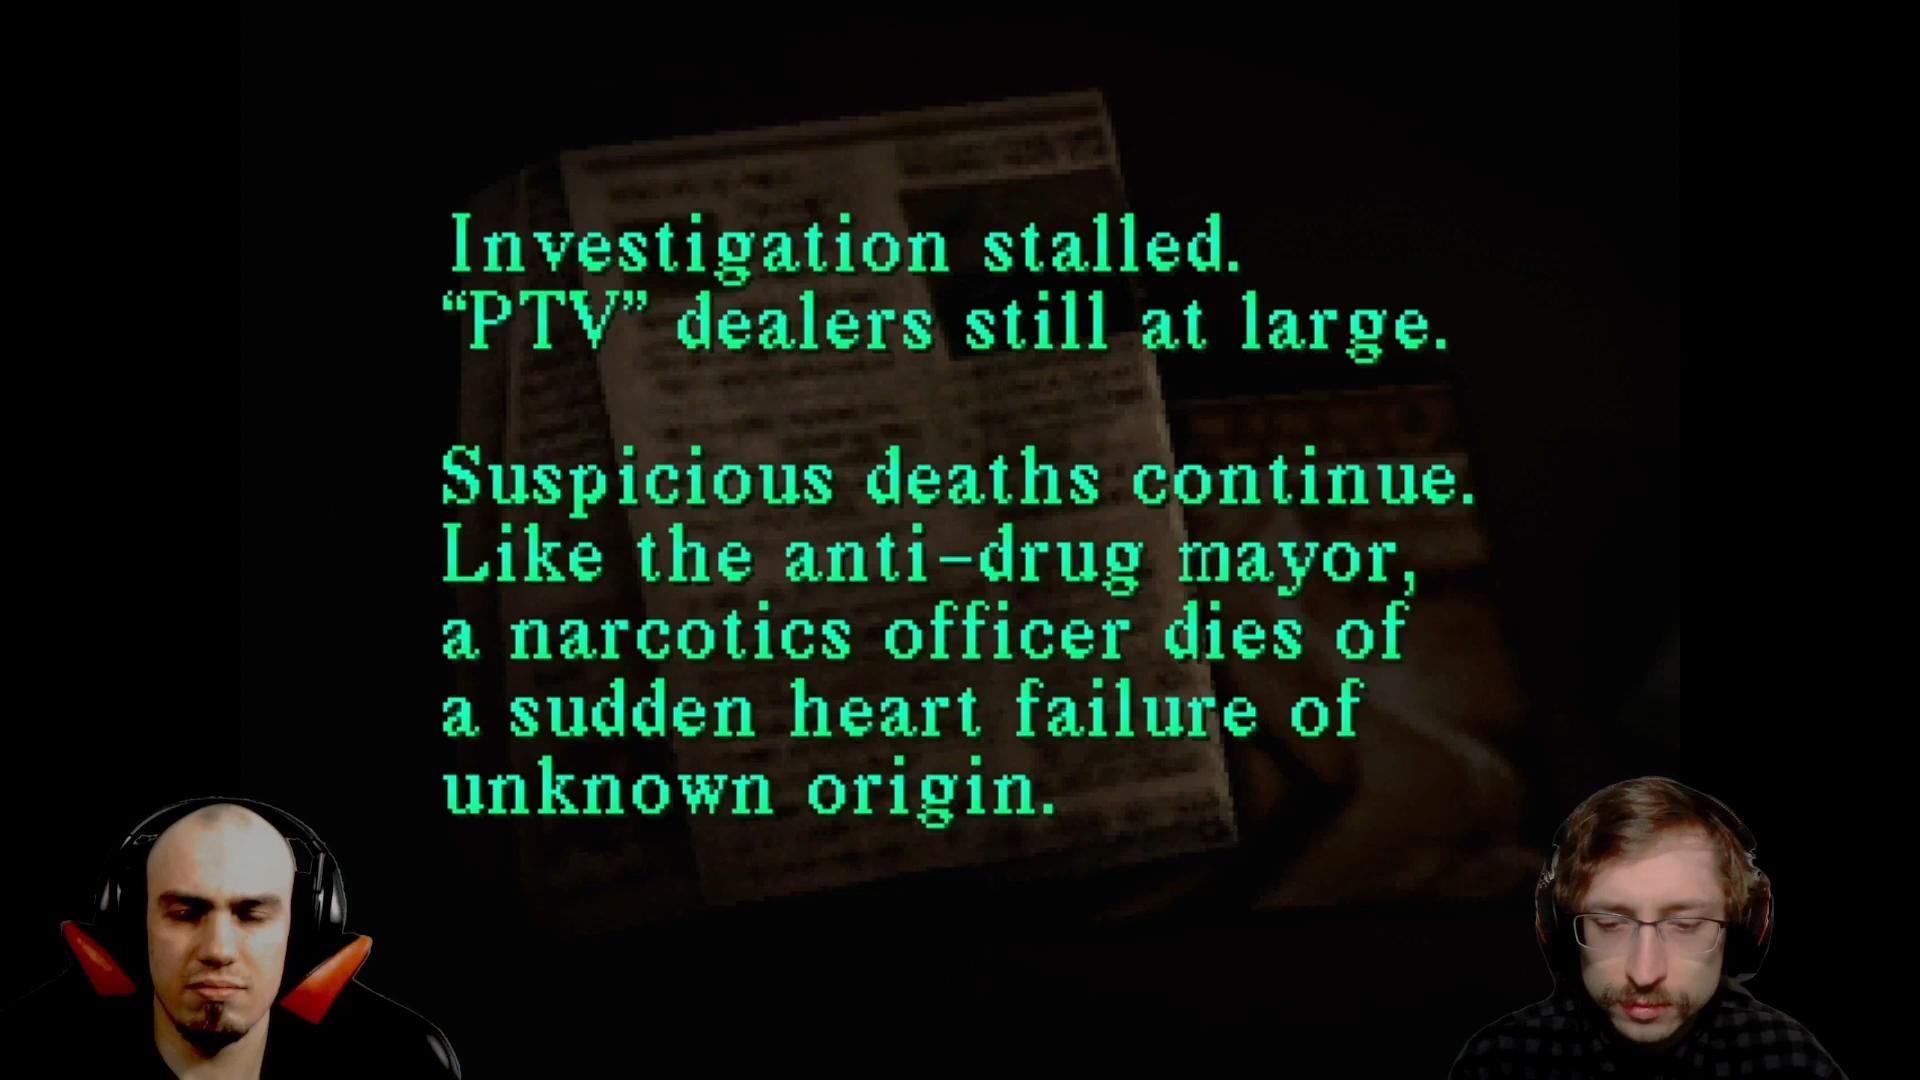 Investigation stalled.
“PTV” dealers still at large.
Suspicious deaths continue.
Like the anti-drug mayor,
a narcotics officer dies of
a sudden heart failure of
unknown origin.